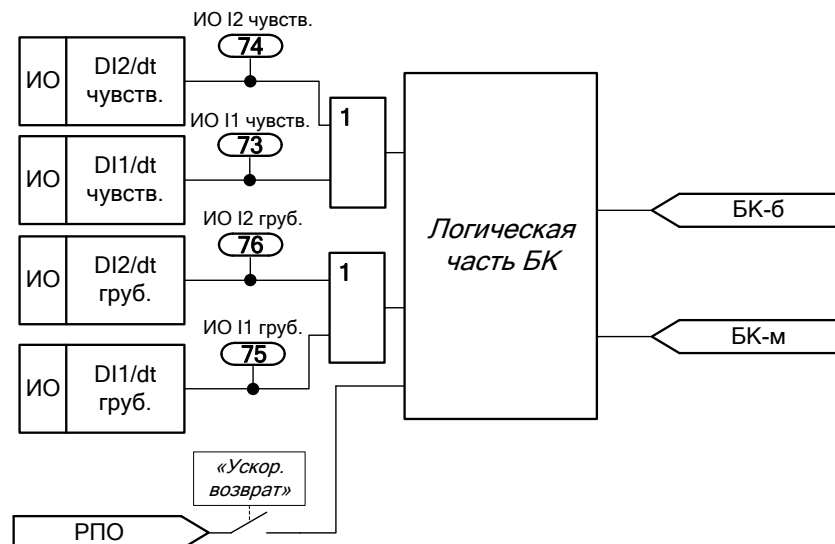 ИО I2 чувств.
74
ИО
DI2/dt
чувств.
ИО I1 чувств.
73
ИО
DI1/dt
чувств.
1
ИО I2 груб.
76
ИО
DI2/dt
груб.
1
ИО I1 груб.
75
ИО
DI1/dt
груб.
Логическая
часть БК
БК-б
БК-м
«Ускор.
возврат»
РПО